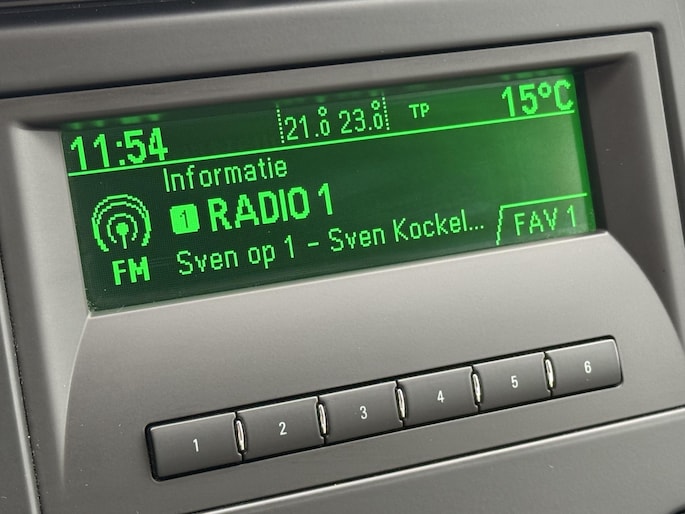 11:54 21.0 23.0 TP 15°C
Informatie
1 RADIO 1
FM Sven op 1 - Sven Kockel... FAV 1
1 2 3 4 5 6